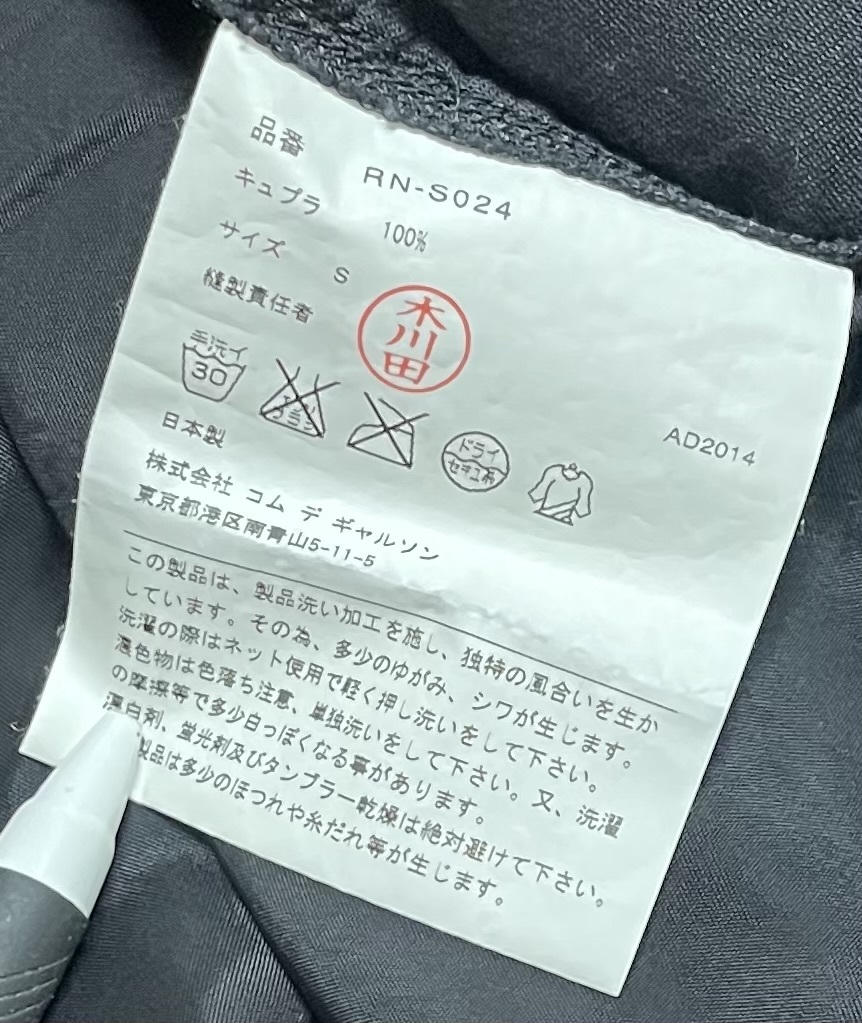 品番 RN-S024
キュプラ 100%
サイズ S
縫製責任者 木川田
手洗イ 30
エンソサラシ
ドライ セキユ系
AD2014
日本製
株式会社 コム デ ギャルソン
東京都港区南青山5-11-5
この製品は、製品洗い加工を施し、独特の風合いを生か
しています。その為、多少のゆがみ、シワが生じます。
洗濯の際はネット使用で軽く押し洗いをして下さい。
濃色物は色落ち注意、単独洗いをして下さい。又、洗濯
の摩擦等で多少白っぽくなる事があります。
漂白剤、蛍光剤及びタンブラー乾燥は絶対避けて下さい。
製品は多少のほつれや糸だれ等が生じます。